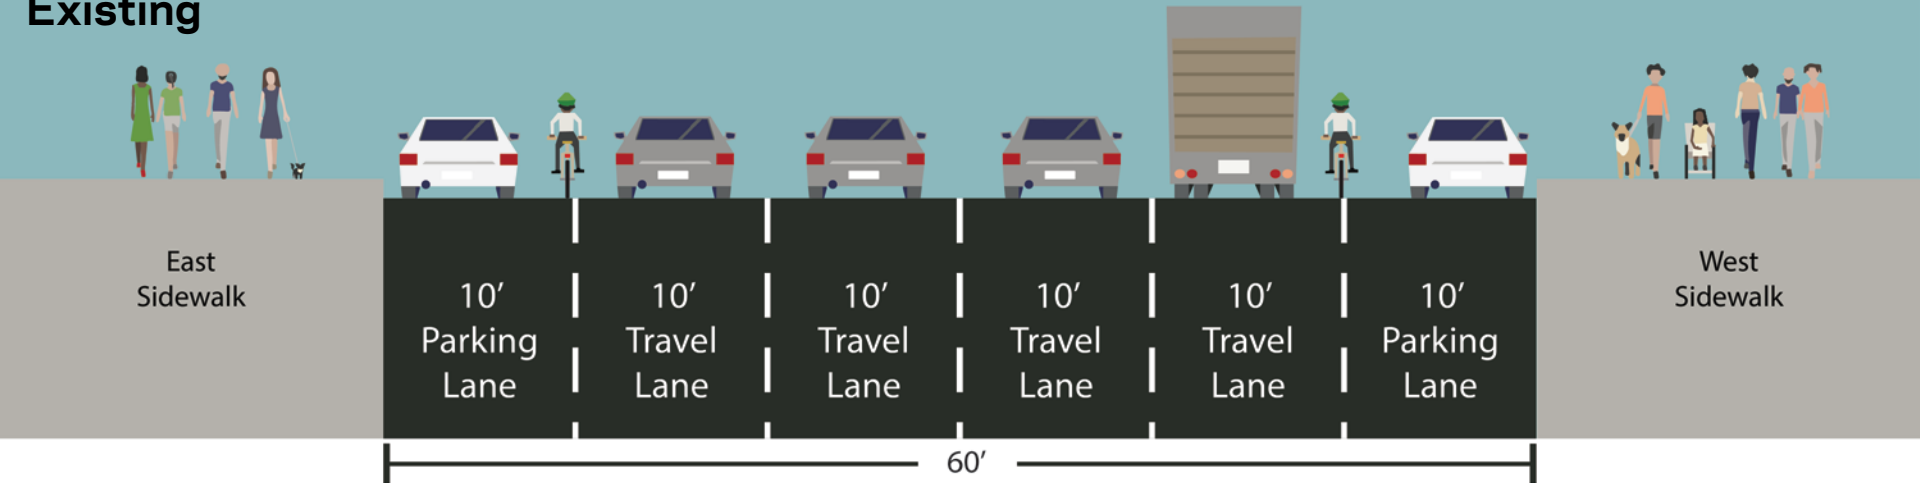 Existing
East
Sidewalk
10’
Parking
Lane
10’
Travel
Lane
10’
Travel
Lane
10’
Travel
Lane
10’
Travel
Lane
10’
Parking
Lane
West
Sidewalk
60’